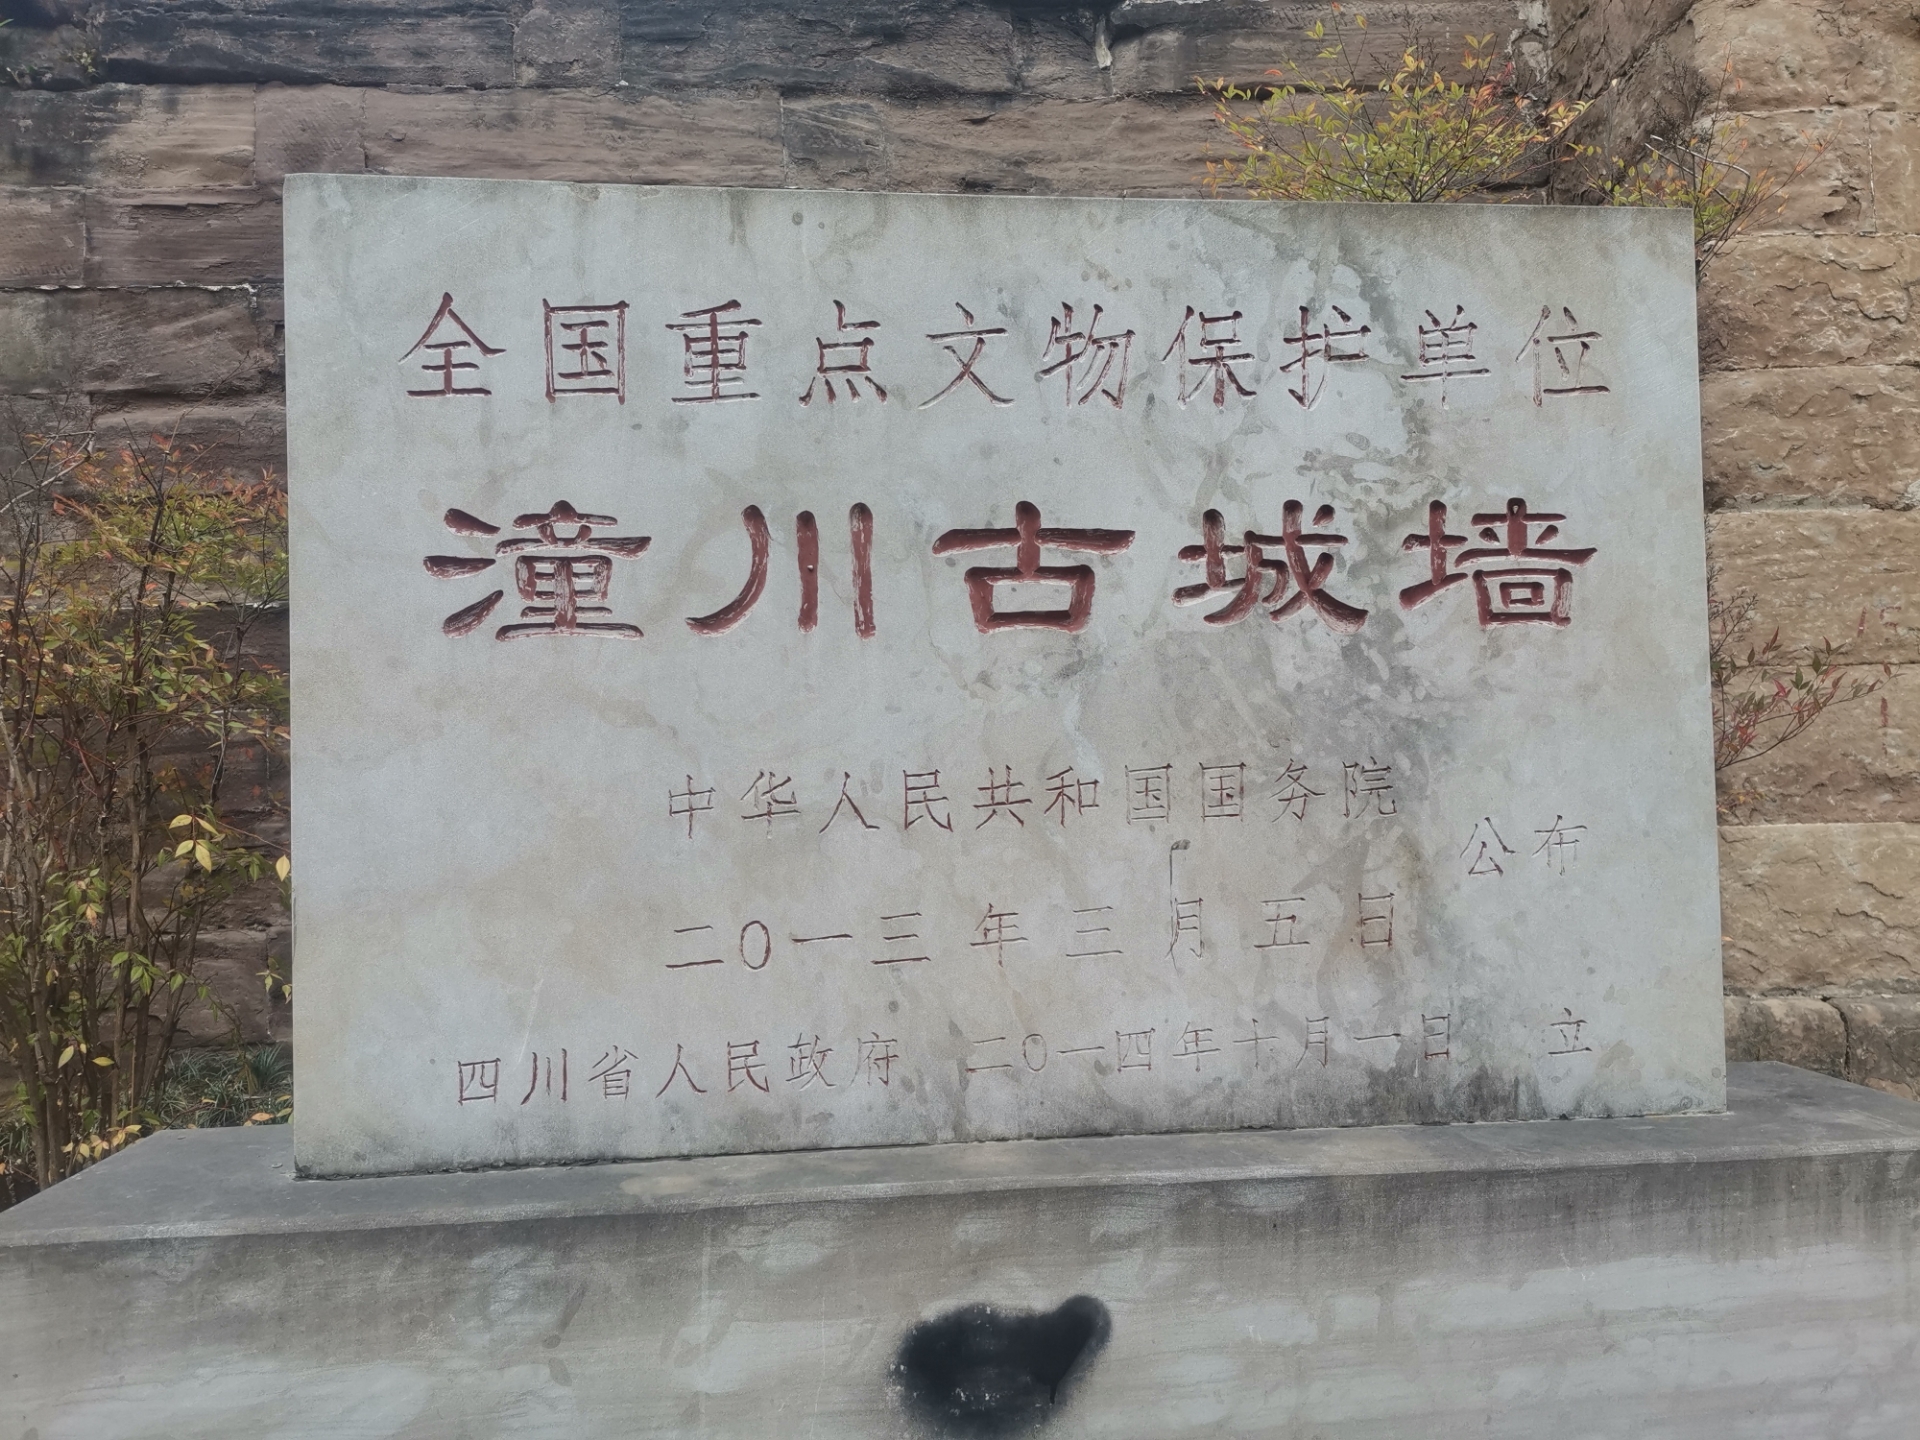 全国重点文物保护单位
潼川古城墙
中华人民共和国国务院
公布
二〇一三年三月五日
四川省人民政府 二〇一四年十月一日 立